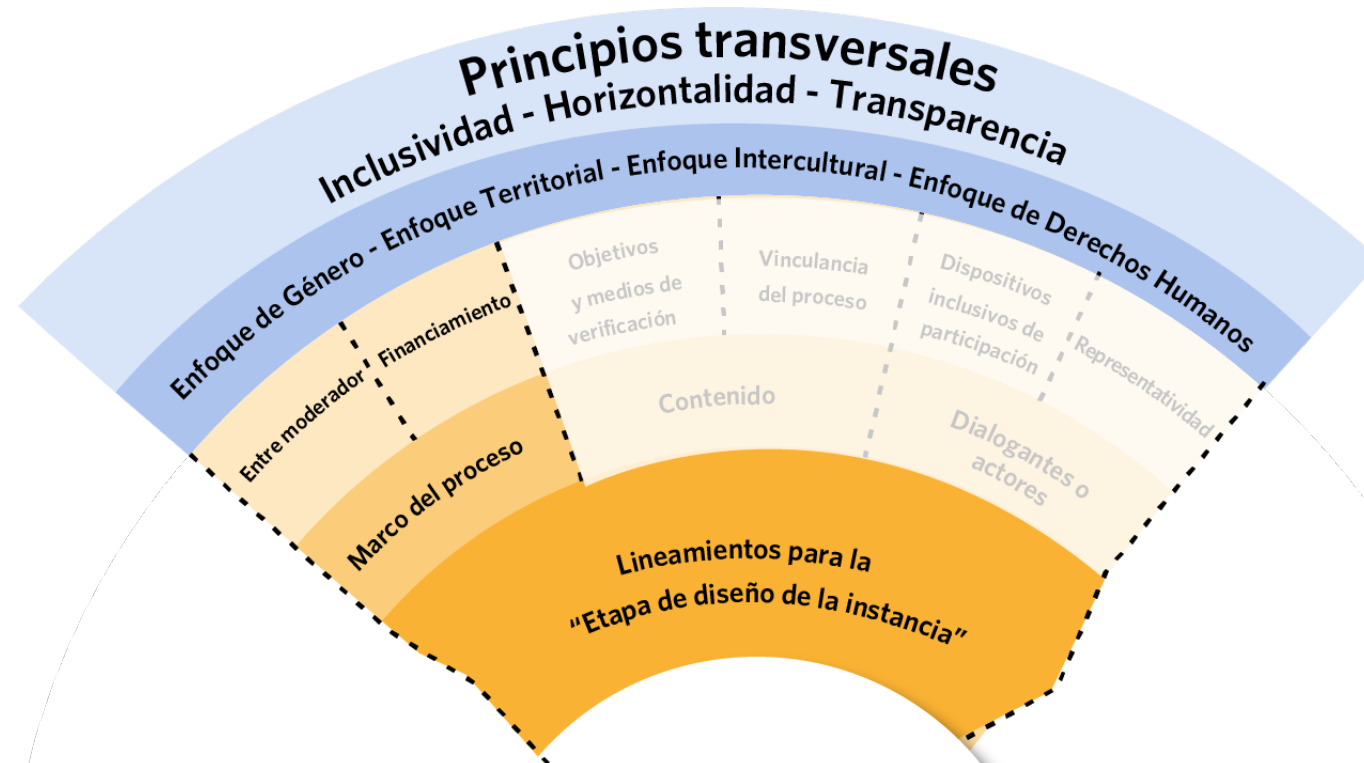 Principios transversales
Inclusividad - Horizontalidad - Transparencia
Enfoque de Género - Enfoque Territorial - Enfoque Intercultural - Enfoque de Derechos Humanos
Entre moderador
Financiamiento
Objetivos
y medios de
verificación
Vinculancia
del proceso
Dispositivos
inclusivos de
participación
Representatividad
Marco del proceso
Contenido
Dialogantes o
actores
Lineamientos para la
“Etapa de diseño de la instancia”